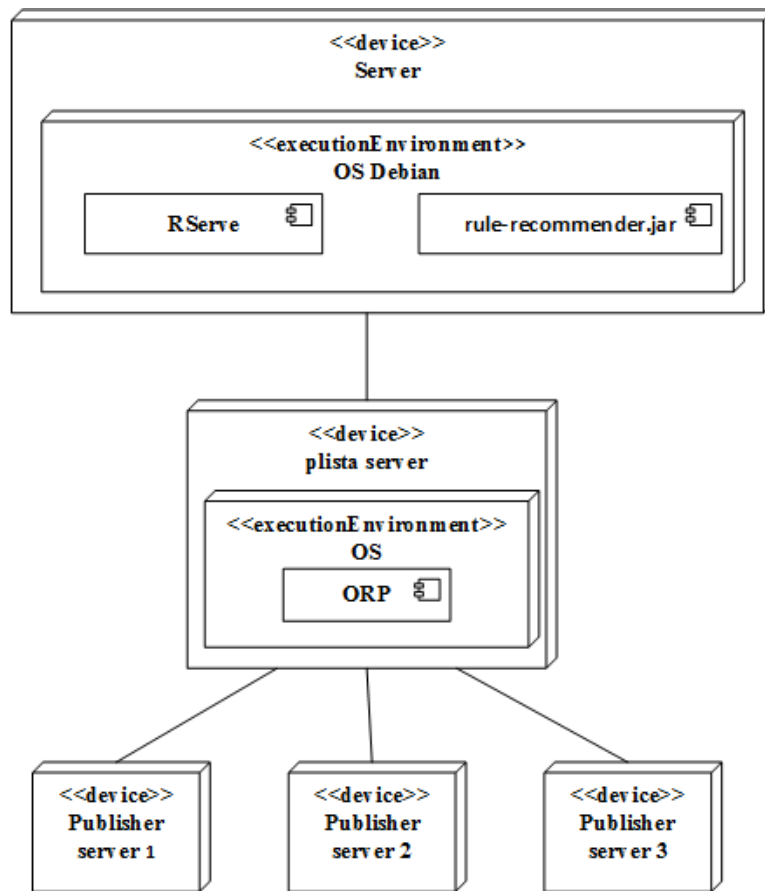 <<device>>
Server
<<executionEnvironment>>
OS Debian
RServe
rule-recommender.jar
<<device>>
plista server
<<executionEnvironment>>
OS
ORP
<<device>>
Publisher
server 1
<<device>>
Publisher
server 2
<<device>>
Publisher
server 3